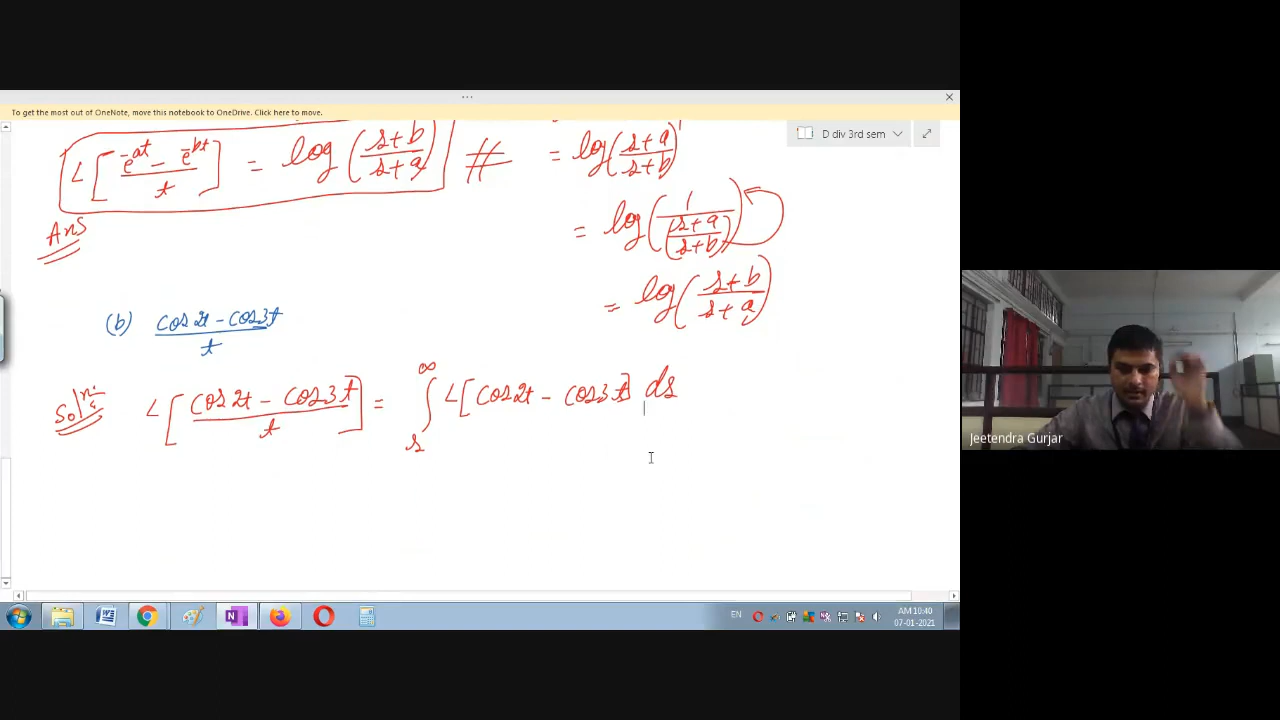 To get the most out of OneNote, move this notebook to OneDrive. Click here to move.
D div 3rd sem
L[(e^-at - e^-bt)/t] = log((s+b)/(s+a)) #
= log((s+a)/(s+b))
Ans
= log(1/((s+a)/(s+b)))
= log((s+b)/(s+a))
(b) (cos2t - cos3t)/t
Solⁿ: L[(cos2t - cos3t)/t] = ∫_s^∞ L[cos2t - cos3t] ds
Jeetendra Gurjar
EN
AM 10:40
07-01-2021